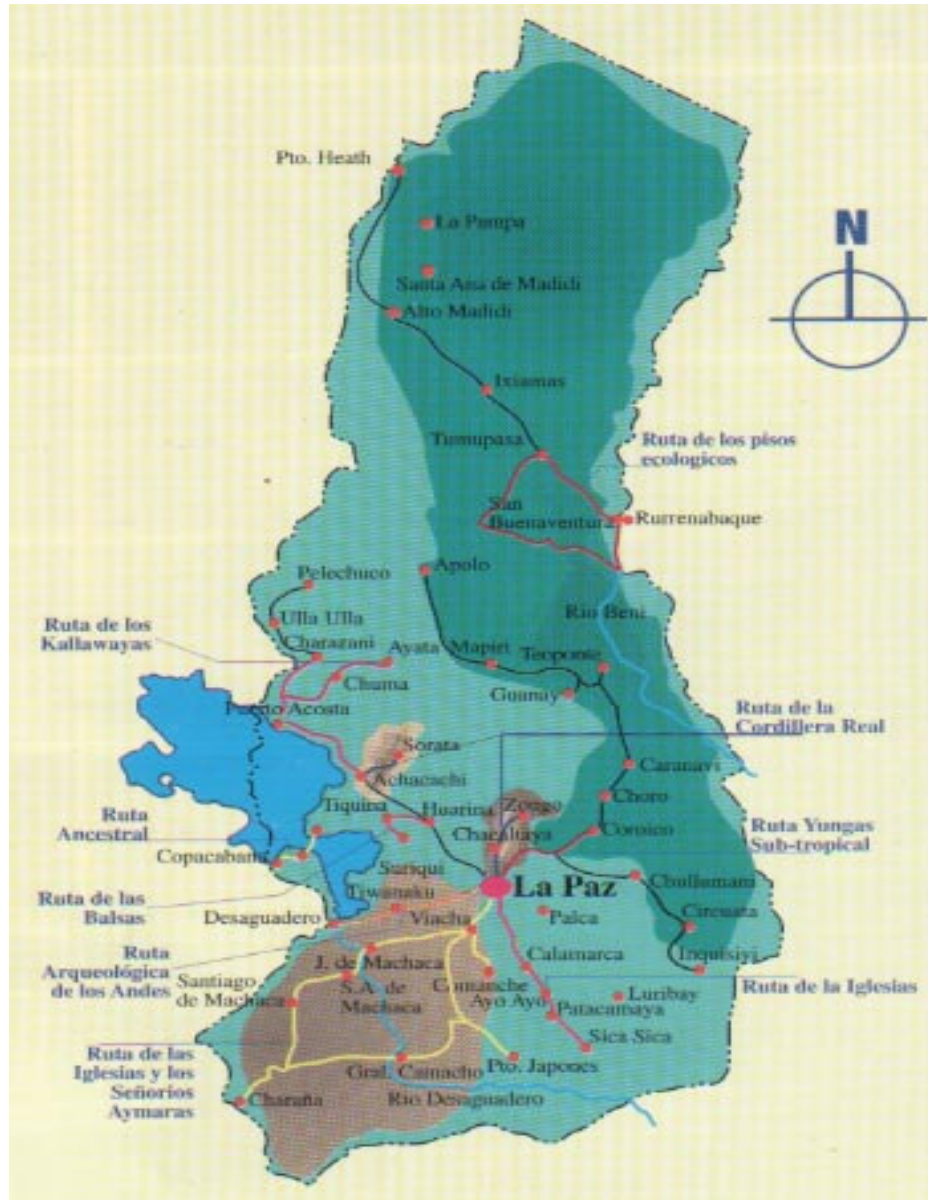 Pto. Heath
N
La Pampa
Santa Ana de Madidi
Alto Madidi
Ixiamas
Tumupasa
Ruta de los pisos
ecologicos
San
Buenaventura
Rurrenabaque
Apolo
Pelechuco
Rio Beni
Ulla Ulla
Ruta de los
Kallawayas
Charazani
Ayata
Mapiri
Teoponte
Chuma
Guanay
Puerto Acosta
Ruta de la
Cordillera Real
Sorata
Caranavi
Achacachi
Choro
Tiquina
Huarina
Zongo
Ruta
Ancestral
Chacaltaya
Coroico
Ruta Yungas
Sub-tropical
Copacabana
Suriqui
Chullumani
La Paz
Ruta de las
Balsas
Tiwanaku
Desaguadero
Viacha
Palca
Circuata
Ruta
Arqueológica
de los Andes
J. de Machaca
Calamarca
Inquisivi
Santiago
de Machaca
S.A. de
Machaca
Comanche
Ayo Ayo
Luribay
Ruta de la Iglesias
Patacamaya
Sica Sica
Ruta de las
Iglesias y los
Señorios
Aymaras
Gral. Camacho
Pto. Japones
Charaña
Rio Desaguadero